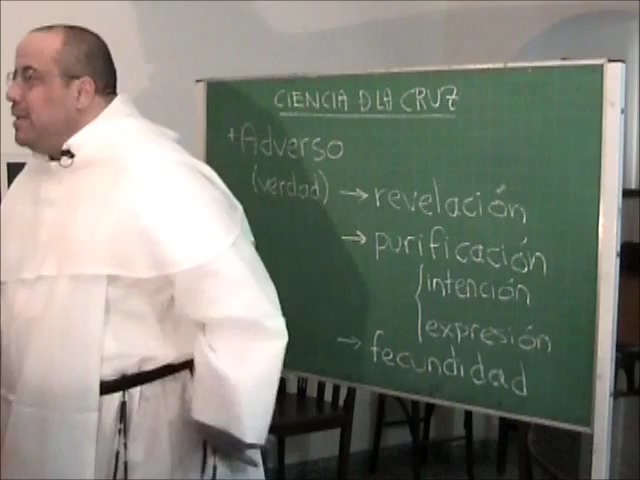 CIENCIA D LA CRUZ
+ Adverso
(verdad) → revelación
→ purificación
intención
expresión
→ fecundidad